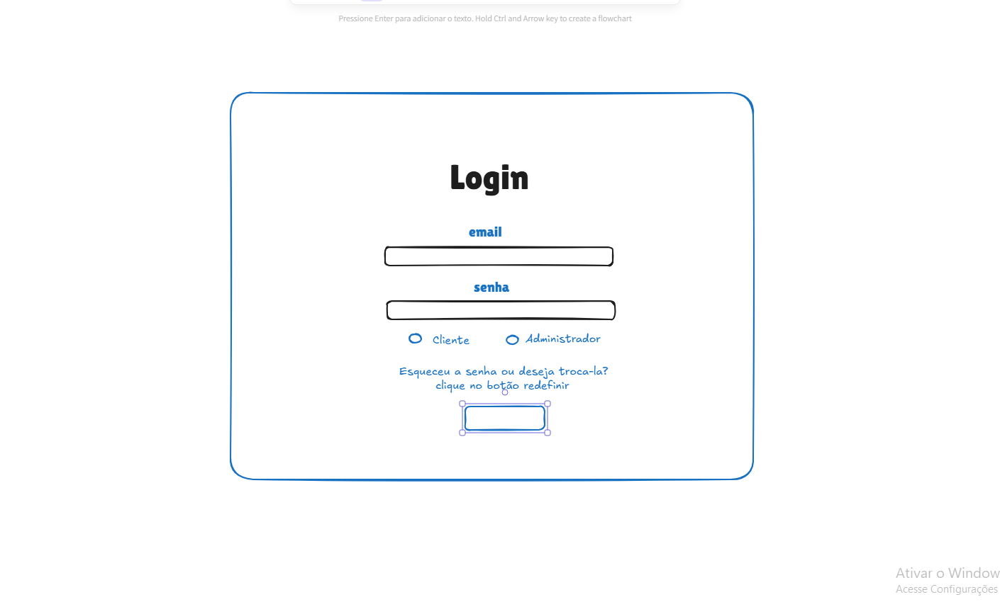 Pressione Enter para adicionar o texto. Hold Ctrl and Arrow key to create a flowchart
Login
email
senha
Cliente
Administrador
Esqueceu a senha ou deseja troca-la?
clique no botão redefinir
Ativar o Window
Acesse Configurações